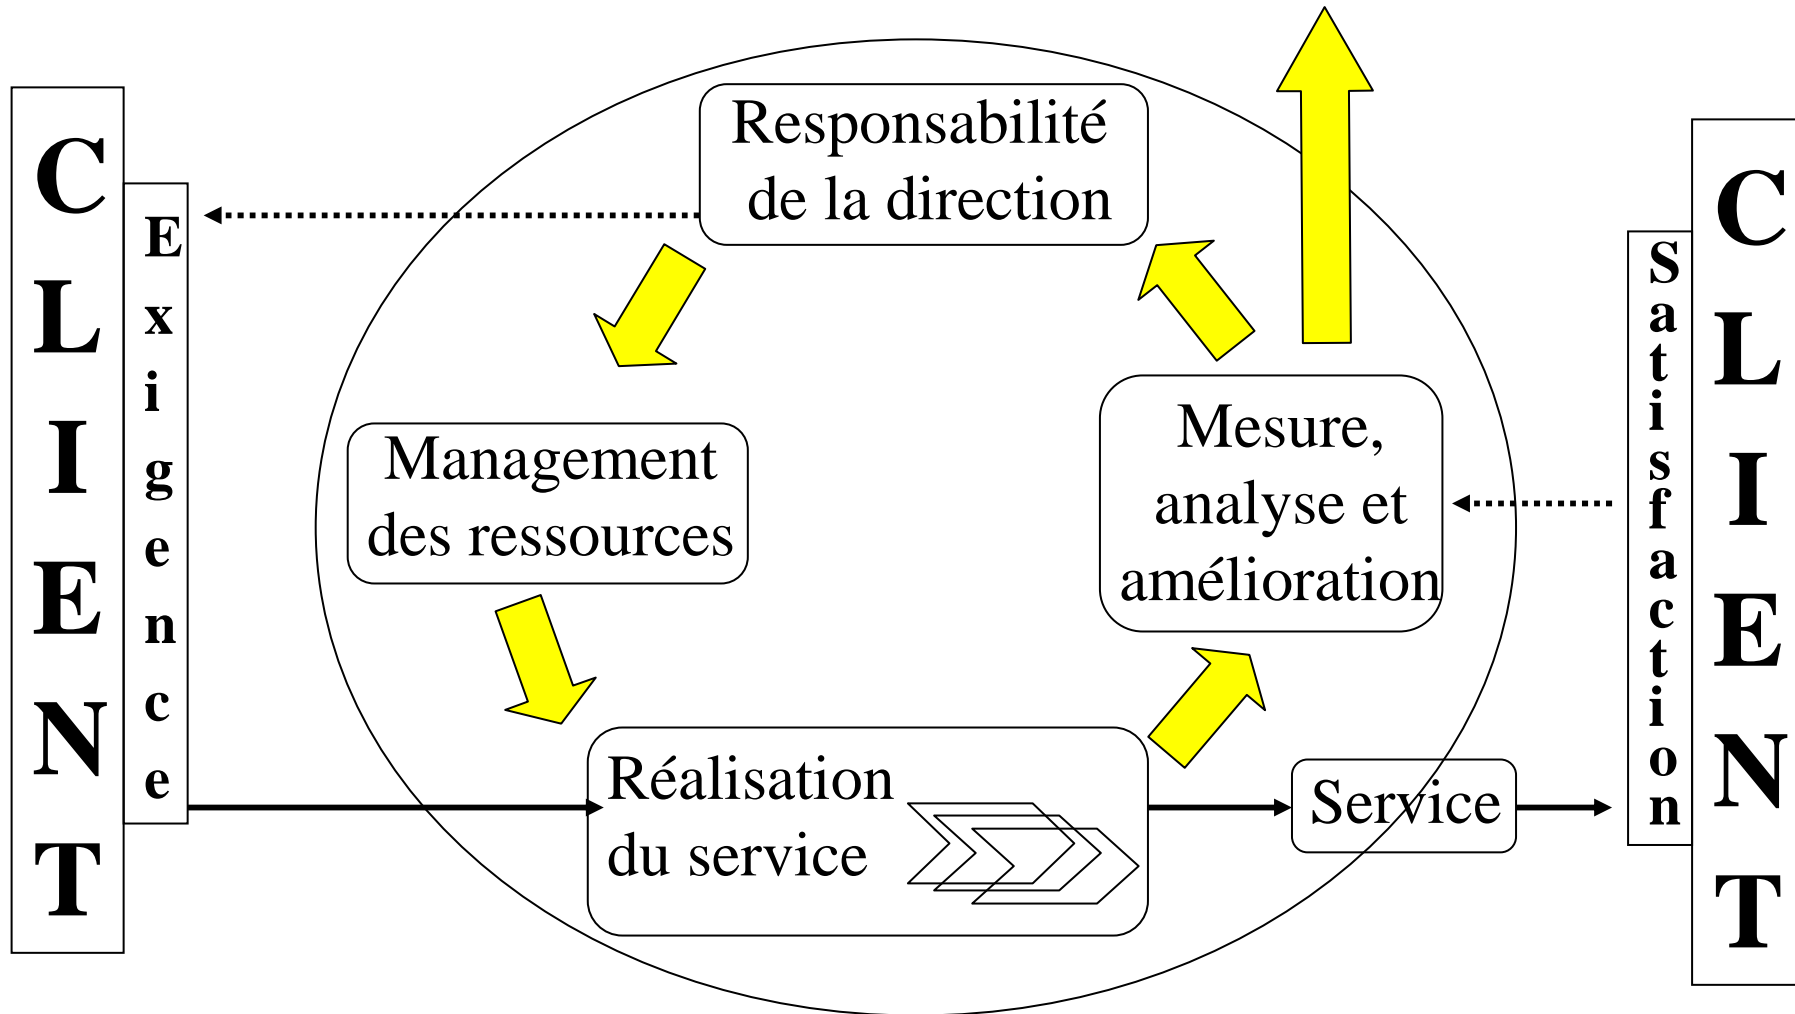 CLIENT
Exigence
Responsabilité
de la direction
Management
des ressources
Mesure,
analyse et
amélioration
Réalisation
du service
Service
Satisfaction
CLIENT